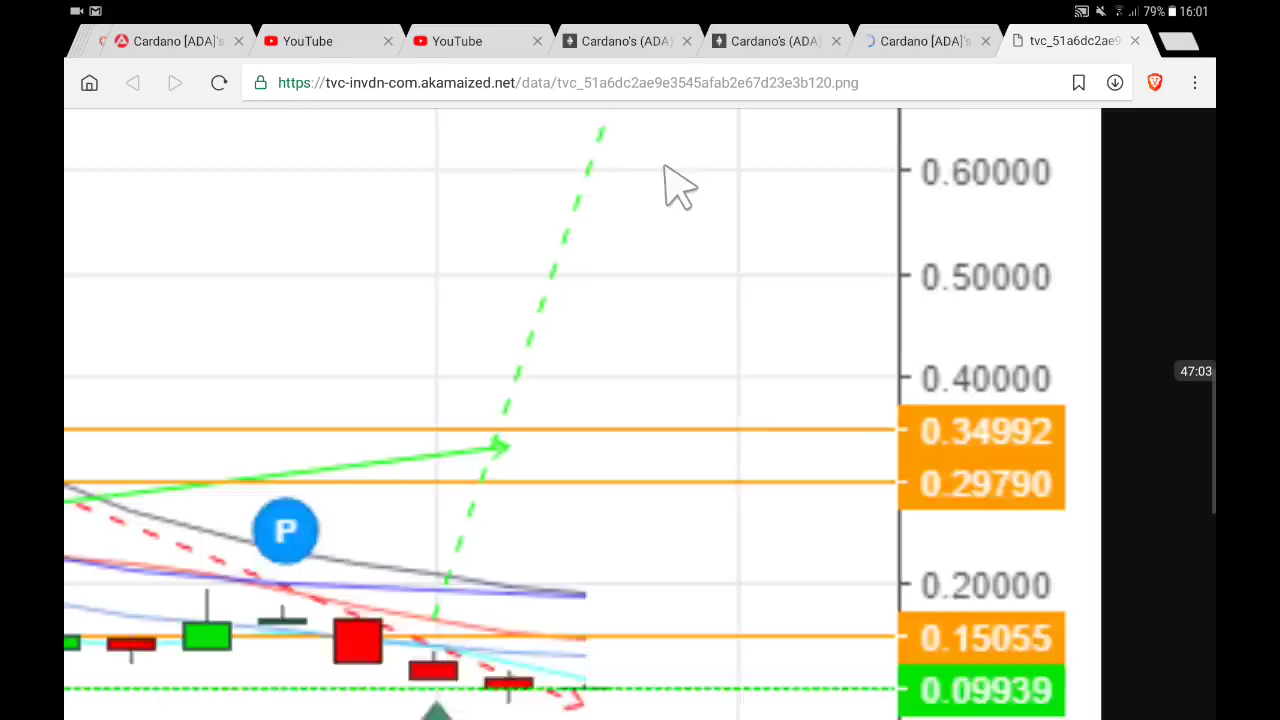 79% 16:01
Cardano [ADA]'s
YouTube
YouTube
Cardano's (ADA)
Cardano's (ADA)
Cardano [ADA]'s
tvc_51a6dc2ae9
https://tvc-invdn-com.akamaized.net/data/tvc_51a6dc2ae9e3545afab2e67d23e3b120.png
0.60000
0.50000
47:03
0.40000
0.34992
0.29790
P
0.20000
0.15055
0.09939